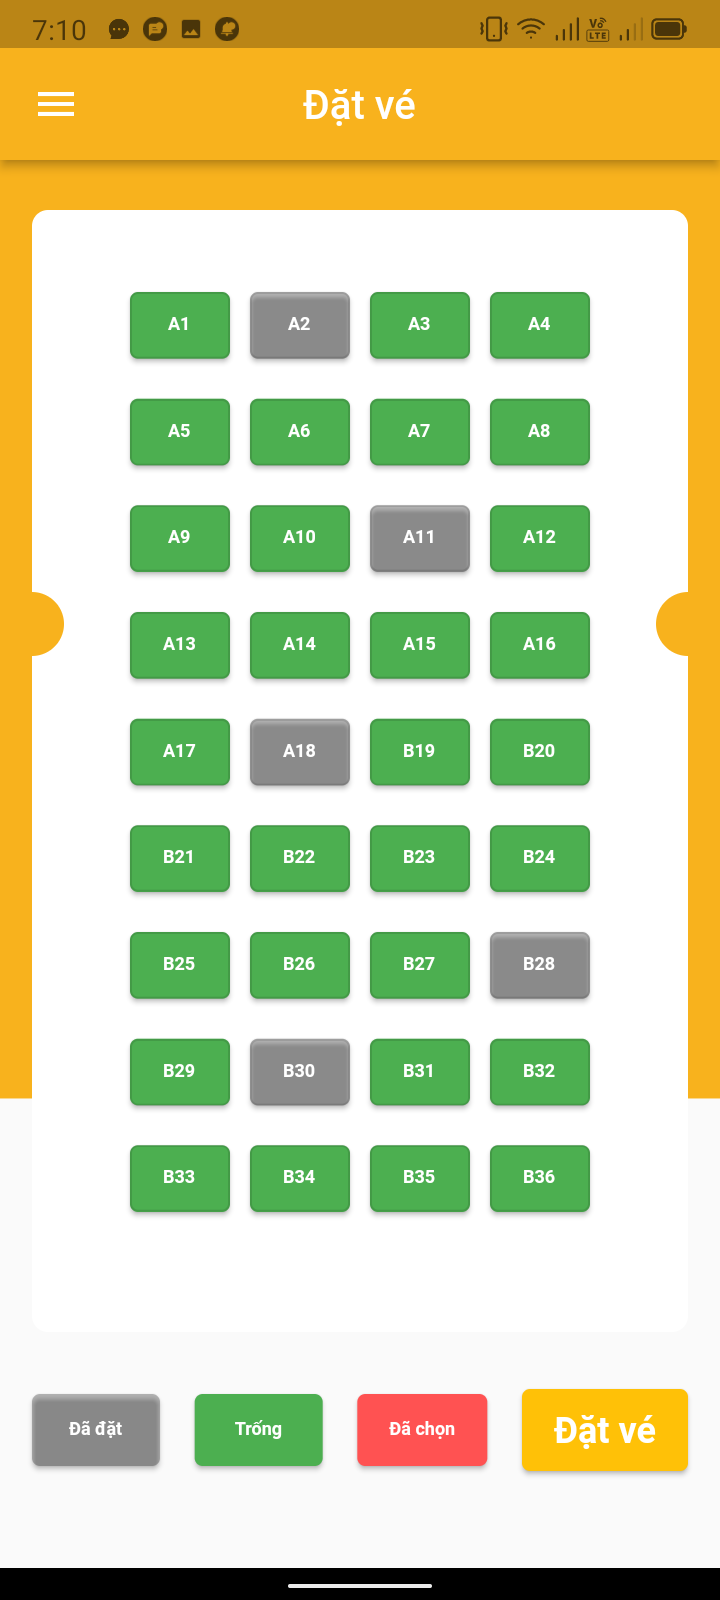 7:10
Vo LTE
Đặt vé
A1 A2 A3 A4
A5 A6 A7 A8
A9 A10 A11 A12
A13 A14 A15 A16
A17 A18 B19 B20
B21 B22 B23 B24
B25 B26 B27 B28
B29 B30 B31 B32
B33 B34 B35 B36
Đã đặt Trống Đã chọn Đặt vé